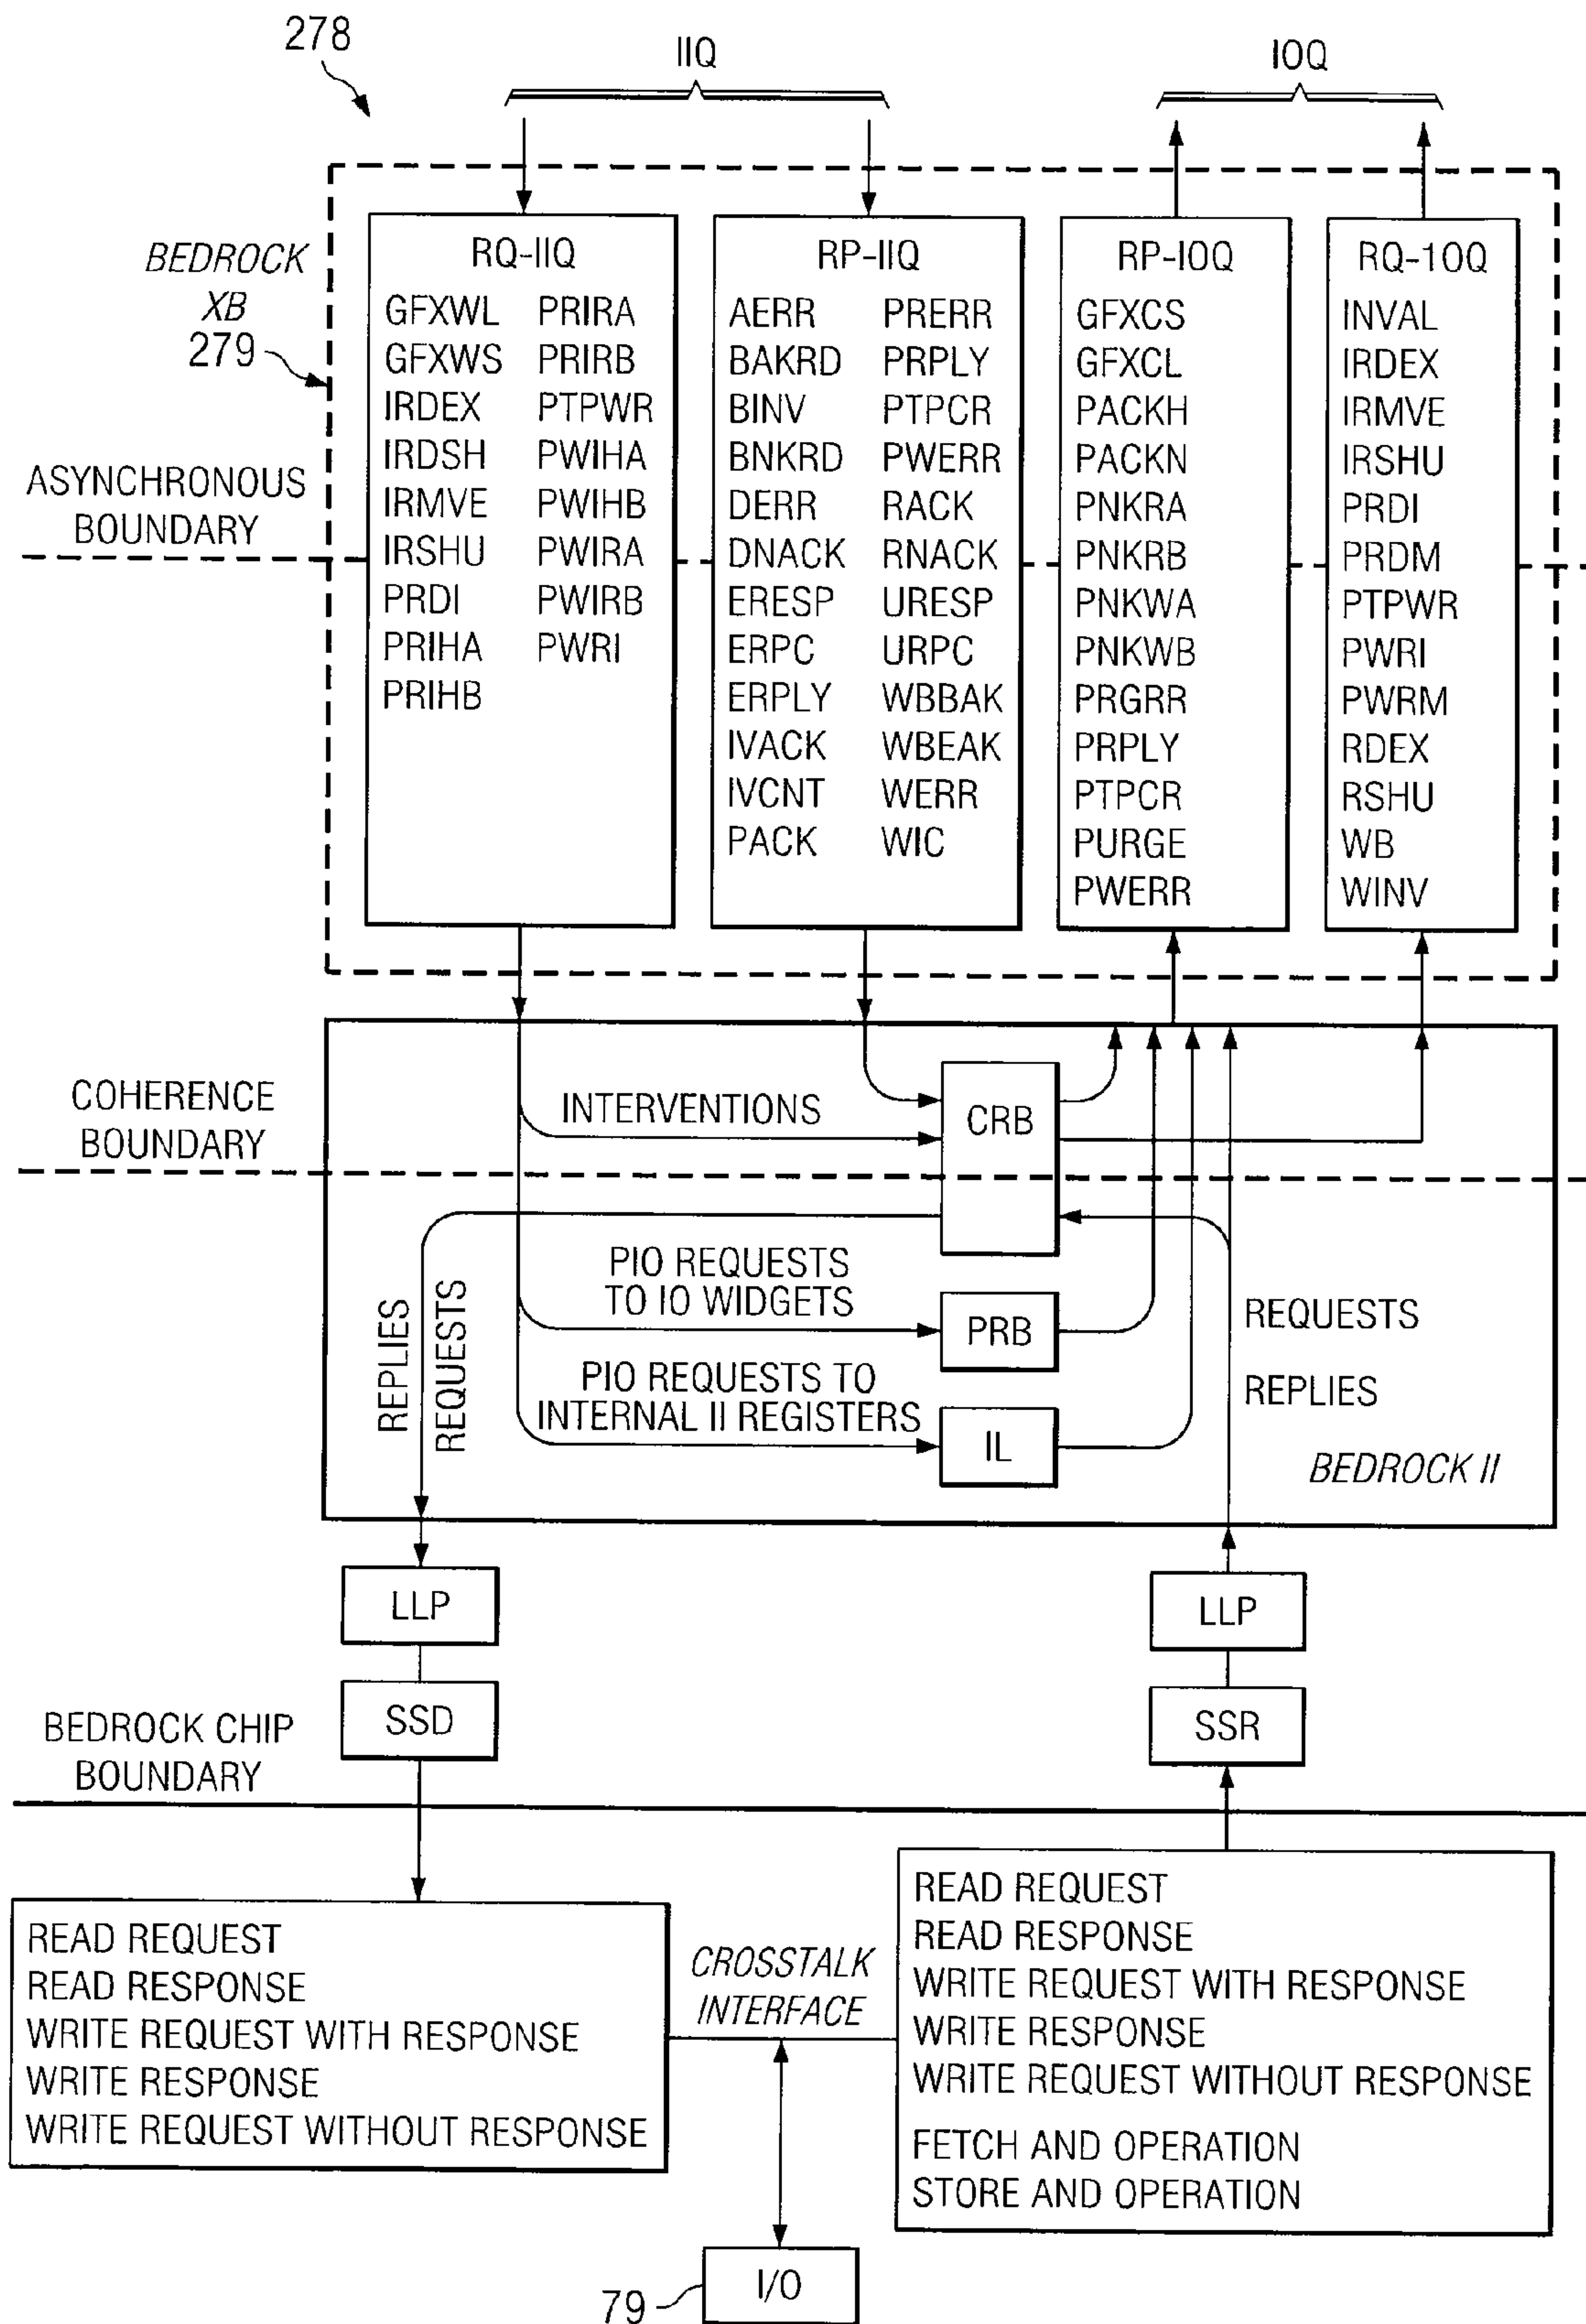 278
IIQ
IOQ
BEDROCK
XB
279
RQ-IIQ
GFXWL PRIRA
GFXWS PRIRB
IRDEX PTPWR
IRDSH PWIHA
IRMVE PWIHB
IRSHU PWIRA
PRDI PWIRB
PRIHA PWRI
PRIHB
RP-IIQ
AERR PRERR
BAKRD PRPLY
BINV PTPCR
BNKRD PWERR
DERR RACK
DNACK RNACK
ERESP URESP
ERPC URPC
ERPLY WBBAK
IVACK WBEAK
IVCNT WERR
PACK WIC
RP-IOQ
GFXCS
GFXCL
PACKH
PACKN
PNKRA
PNKRB
PNKWA
PNKWB
PRGRR
PRPLY
PTPCR
PURGE
PWERR
RQ-1OQ
INVAL
IRDEX
IRMVE
IRSHU
PRDI
PRDM
PTPWR
PWRI
PWRM
RDEX
RSHU
WB
WINV
ASYNCHRONOUS
BOUNDARY
COHERENCE
BOUNDARY
INTERVENTIONS
CRB
PIO REQUESTS
TO IO WIDGETS
PRB
PIO REQUESTS TO
INTERNAL II REGISTERS
IL
REPLIES
REQUESTS
REQUESTS
REPLIES
BEDROCK II
LLP
LLP
SSD
SSR
BEDROCK CHIP
BOUNDARY
READ REQUEST
READ RESPONSE
WRITE REQUEST WITH RESPONSE
WRITE RESPONSE
WRITE REQUEST WITHOUT RESPONSE
CROSSTALK
INTERFACE
READ REQUEST
READ RESPONSE
WRITE REQUEST WITH RESPONSE
WRITE RESPONSE
WRITE REQUEST WITHOUT RESPONSE
FETCH AND OPERATION
STORE AND OPERATION
79
I/O